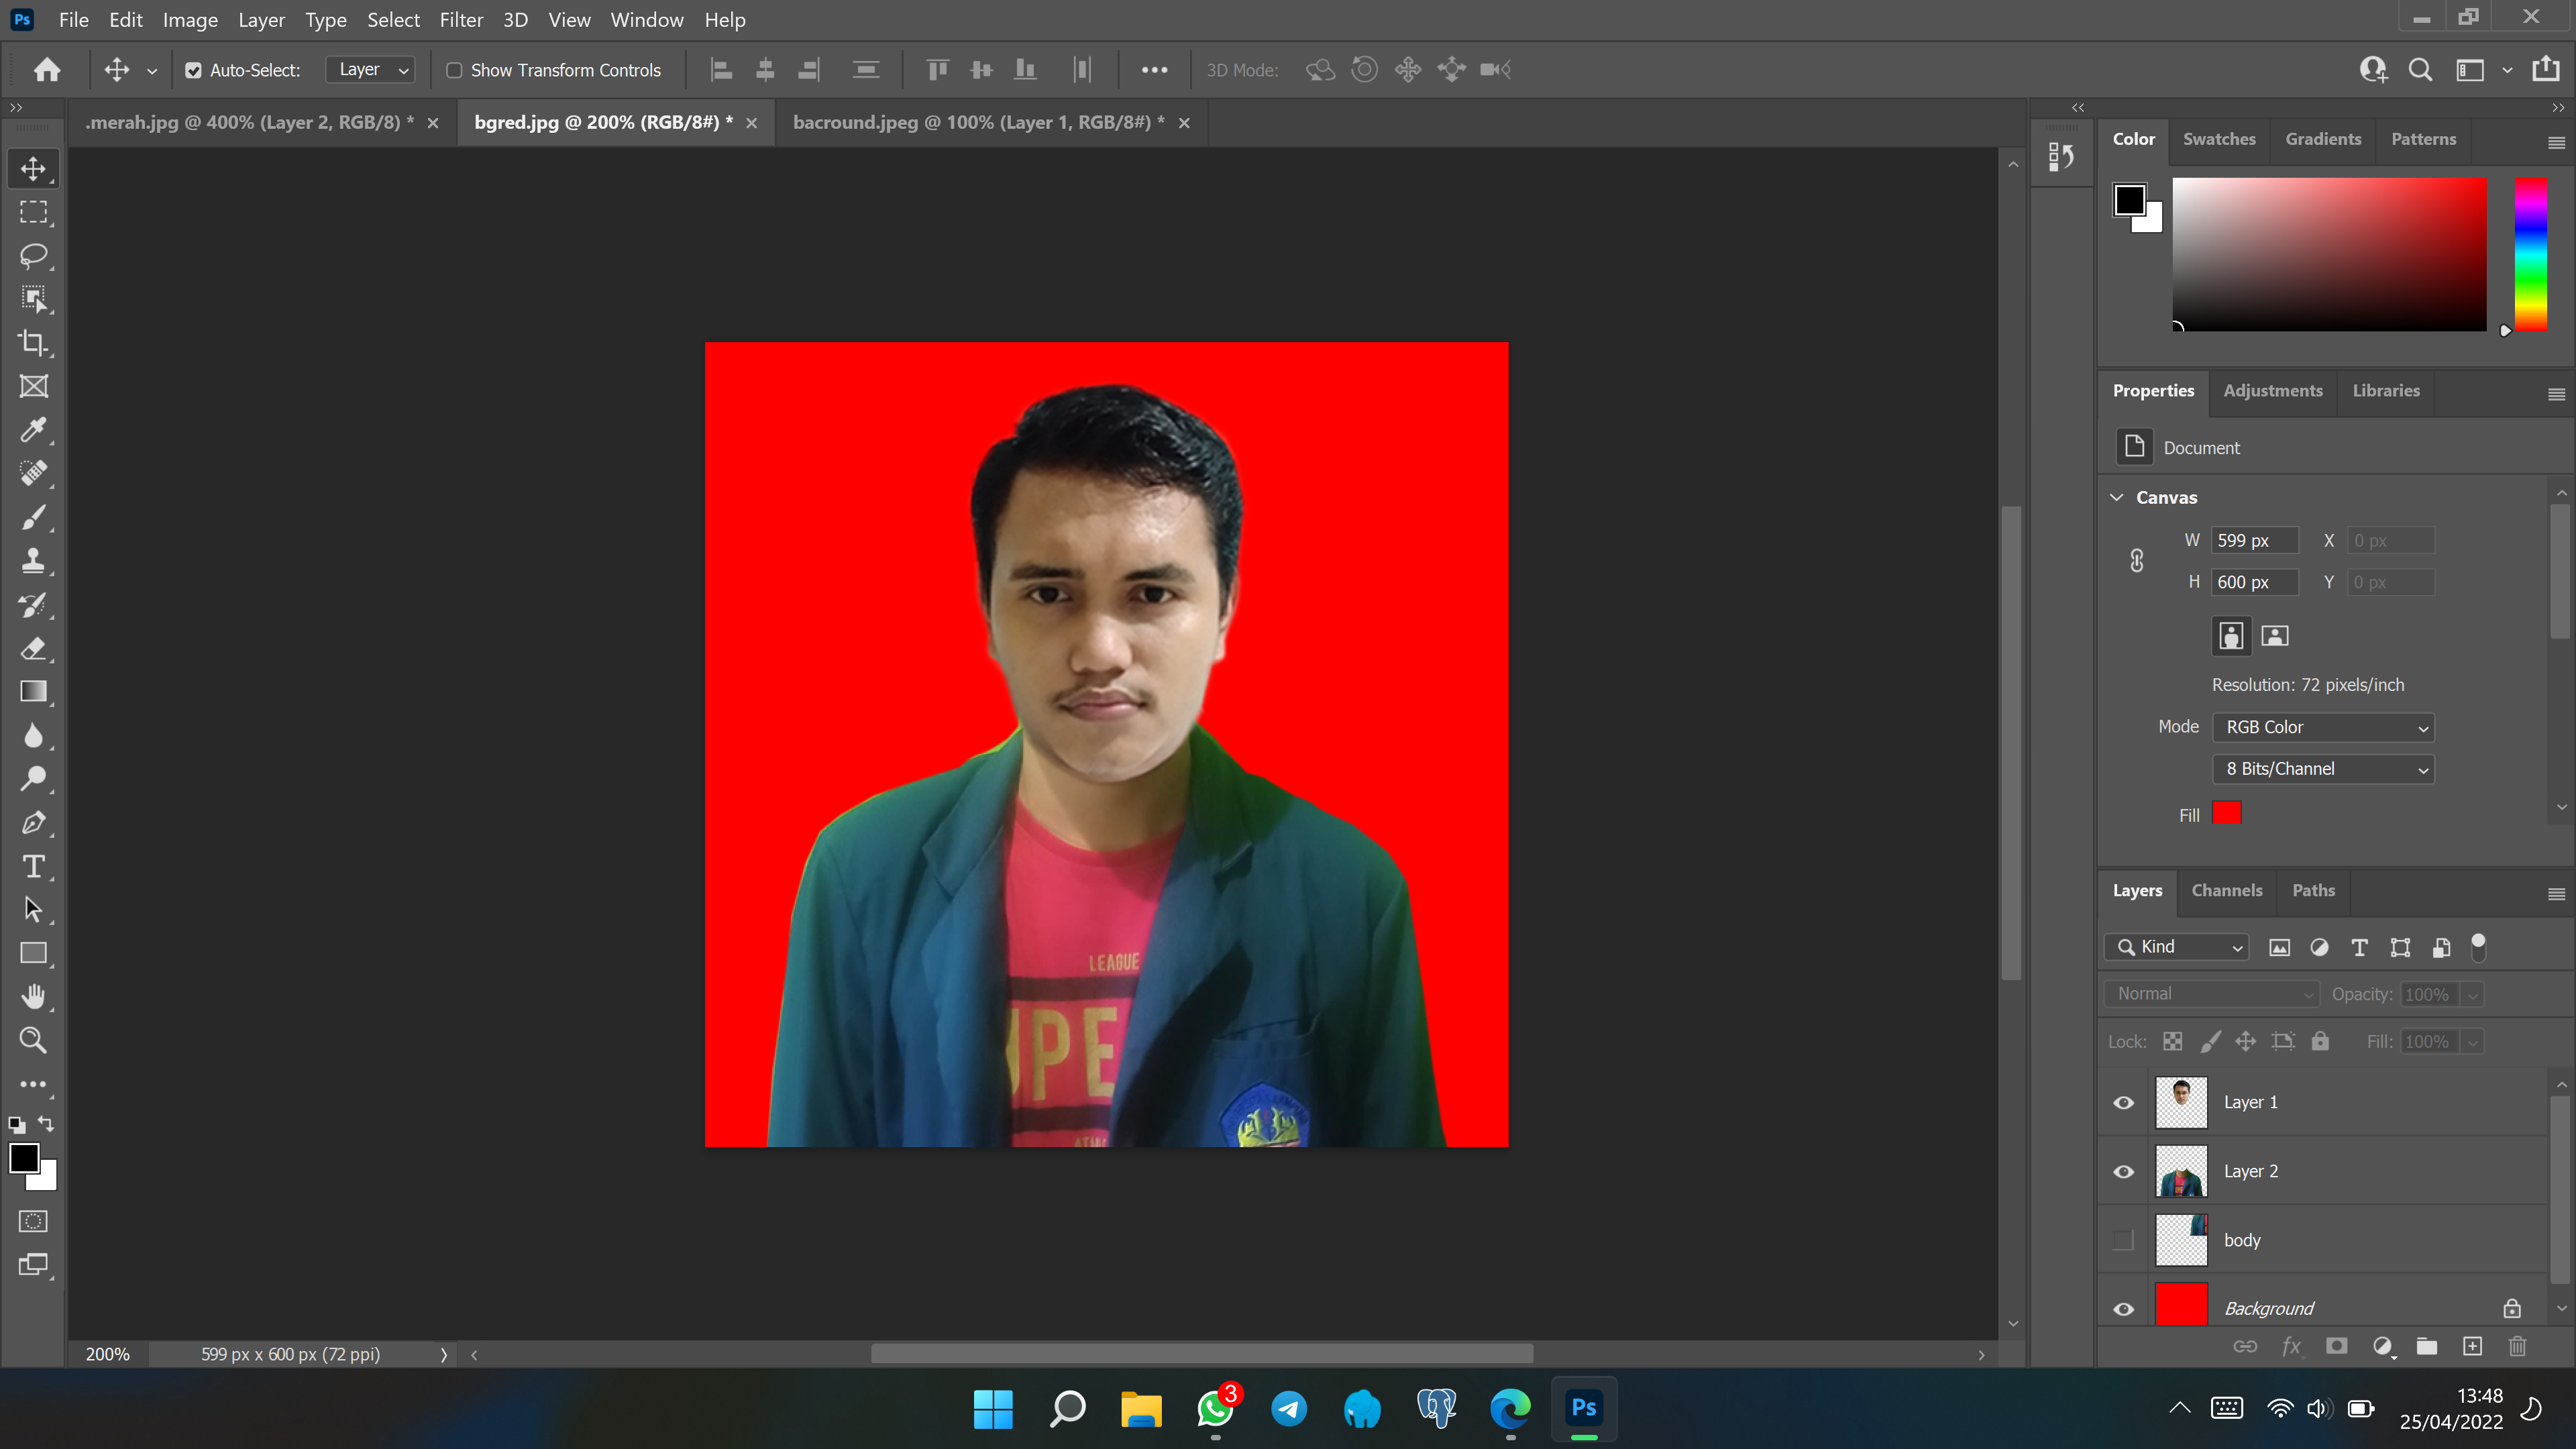 Ps File Edit Image Layer Type Select Filter 3D View Window Help
Auto-Select: Layer Show Transform Controls 3D Mode:
.merah.jpg @ 400% (Layer 2, RGB/8) * bgred.jpg @ 200% (RGB/8#) * bacround.jpeg @ 100% (Layer 1, RGB/8#) *
Color Swatches Gradients Patterns
Properties Adjustments Libraries
Document
Canvas
W 599 px X 0 px
H 600 px Y 0 px
Resolution: 72 pixels/inch
Mode RGB Color
8 Bits/Channel
Fill
Layers Channels Paths
Kind
Normal Opacity: 100%
Lock: Fill: 100%
Layer 1
Layer 2
body
Background
LEAGUE
UPE
200% 599 px x 600 px (72 ppi)
3
Ps
13:48
25/04/2022